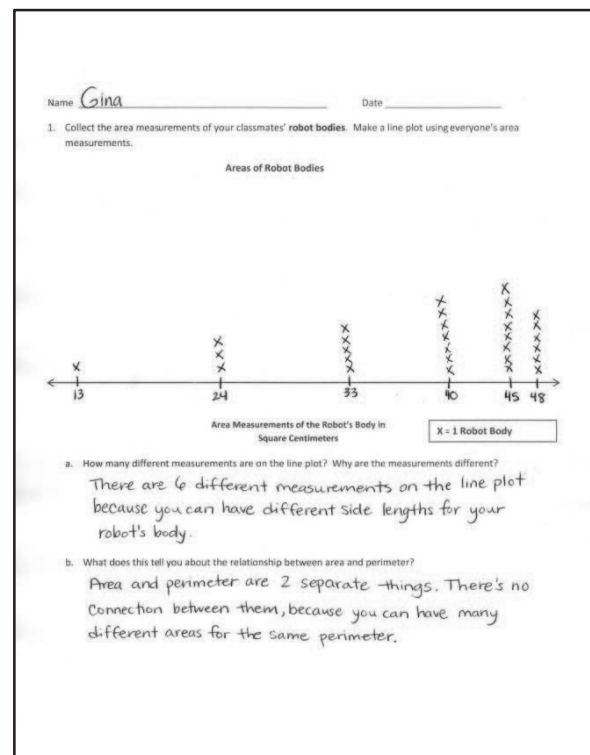 Name Gina Date
1. Collect the area measurements of your classmates' robot bodies. Make a line plot using everyone's area
measurements.
Areas of Robot Bodies
13 24 33 40 45 48
Area Measurements of the Robot's Body in
Square Centimeters
X = 1 Robot Body
a. How many different measurements are on the line plot? Why are the measurements different?
There are 6 different measurements on the line plot
because you can have different side lengths for your
robot's body.
b. What does this tell you about the relationship between area and perimeter?
Area and perimeter are 2 separate things. There's no
connection between them, because you can have many
different areas for the same perimeter.